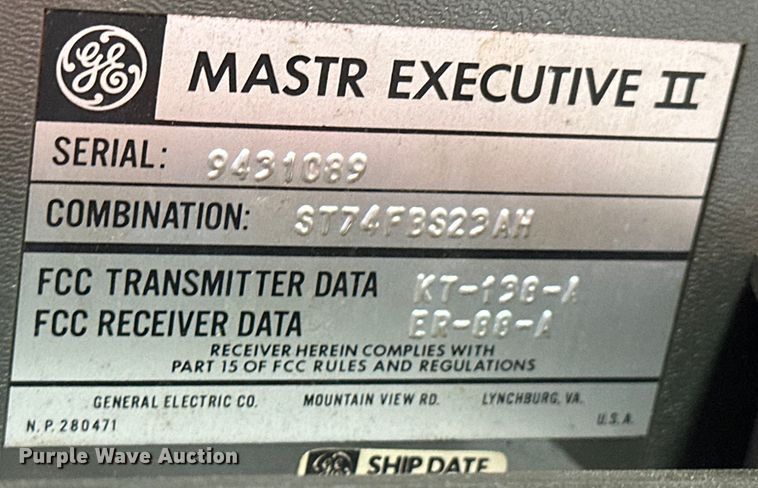 GE MASTR EXECUTIVE II
SERIAL: 9431089
COMBINATION: ST74FBS23AH
FCC TRANSMITTER DATA KT-138-A
FCC RECEIVER DATA ER-88-A
RECEIVER HEREIN COMPLIES WITH
PART 15 OF FCC RULES AND REGULATIONS
GENERAL ELECTRIC CO. MOUNTAIN VIEW RD. LYNCHBURG, VA.
N.P. 280471 U.S.A.
Purple Wave Auction
GE SHIP DATE